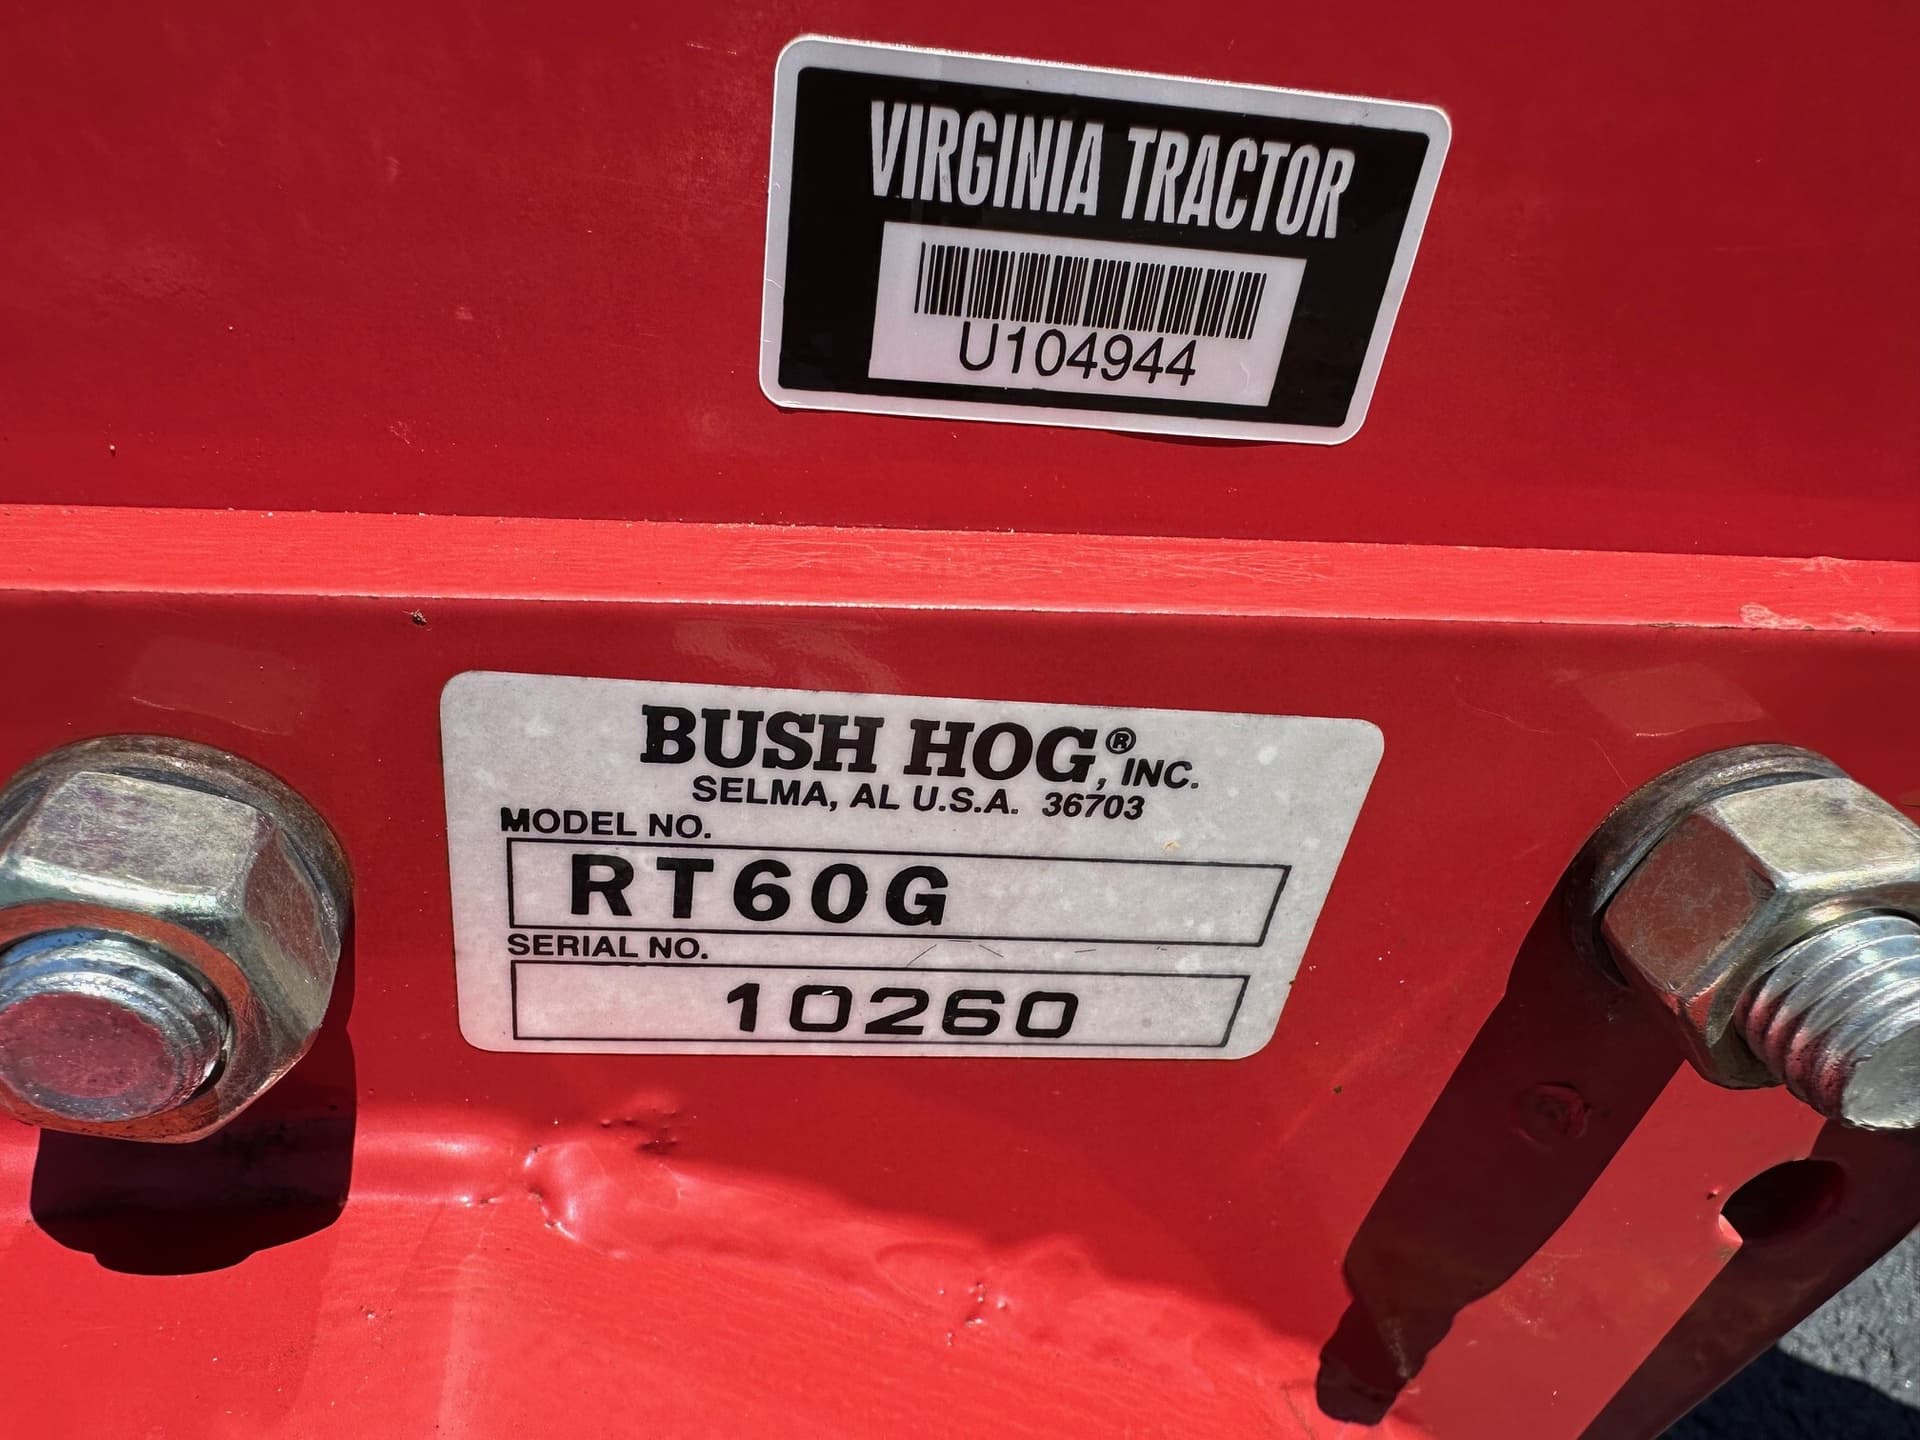 VIRGINIA TRACTOR
U104944
BUSH HOG®, INC.
SELMA, AL U.S.A. 36703
MODEL NO.
RT60G
SERIAL NO.
10260